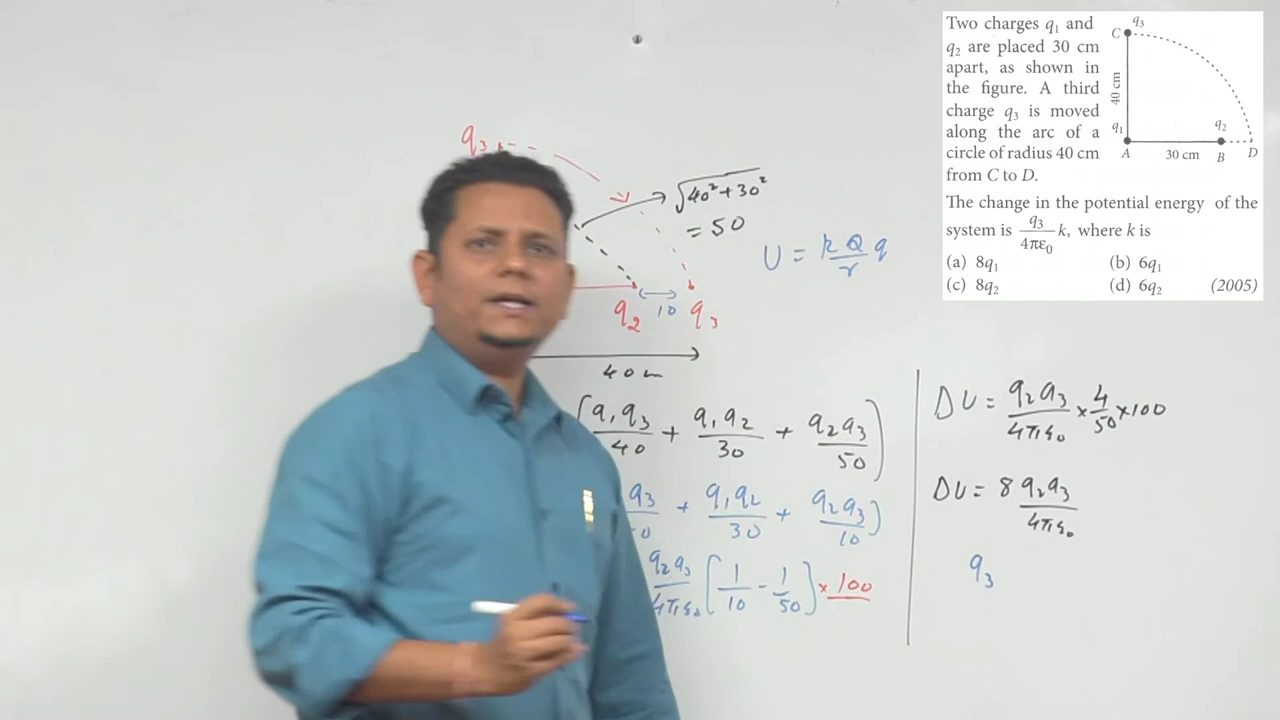 Two charges q₁ and
q₂ are placed 30 cm
apart, as shown in
the figure. A third
charge q₃ is moved
along the arc of a
circle of radius 40 cm
from C to D.
C q₃
40 cm
q₁ q₂
A 30 cm B D
The change in the potential energy of the
system is q₃/4πε₀ k, where k is
(a) 8q₁ (b) 6q₁
(c) 8q₂ (d) 6q₂ (2005)
q₃
√40²+30²
= 50
U = kQ/r q
q₂ 10 q₃
40 cm
(q₁q₃/40 + q₁q₂/30 + q₂q₃/50)
q₃/0 + q₁q₂/30 + q₂q₃/10)
q₂q₃/4πε₀ [1/10 - 1/50] × 100
ΔU = q₂q₃/4πε₀ × 4/50 × 100
ΔU = 8 q₂q₃/4πε₀
q₃